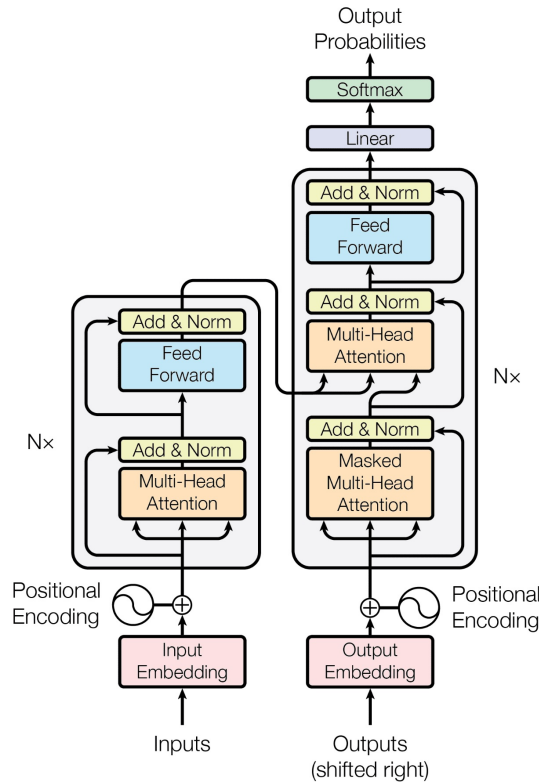 Output
Probabilities
Softmax
Linear
Add & Norm
Feed
Forward
Add & Norm
Multi-Head
Attention
Add & Norm
Masked
Multi-Head
Attention
N×
Add & Norm
Feed
Forward
Add & Norm
Multi-Head
Attention
N×
Positional
Encoding
Positional
Encoding
Input
Embedding
Output
Embedding
Inputs
Outputs
(shifted right)